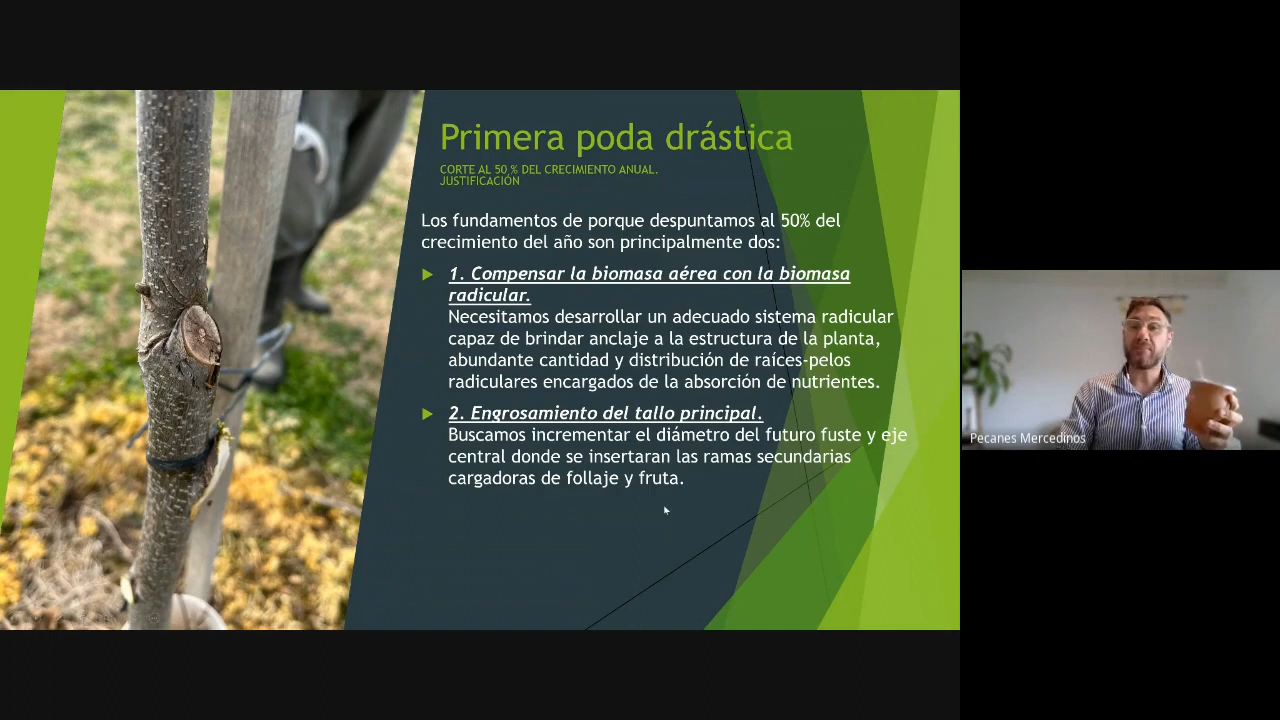 Primera poda drástica
CORTE AL 50 % DEL CRECIMIENTO ANUAL.
JUSTIFICACIÓN
Los fundamentos de porque despuntamos al 50% del
crecimiento del año son principalmente dos:
1. Compensar la biomasa aérea con la biomasa
radicular.
Necesitamos desarrollar un adecuado sistema radicular
capaz de brindar anclaje a la estructura de la planta,
abundante cantidad y distribución de raíces-pelos
radiculares encargados de la absorción de nutrientes.
2. Engrosamiento del tallo principal.
Buscamos incrementar el diámetro del futuro fuste y eje
central donde se insertaran las ramas secundarias
cargadoras de follaje y fruta.
Pecanes Mercedinos